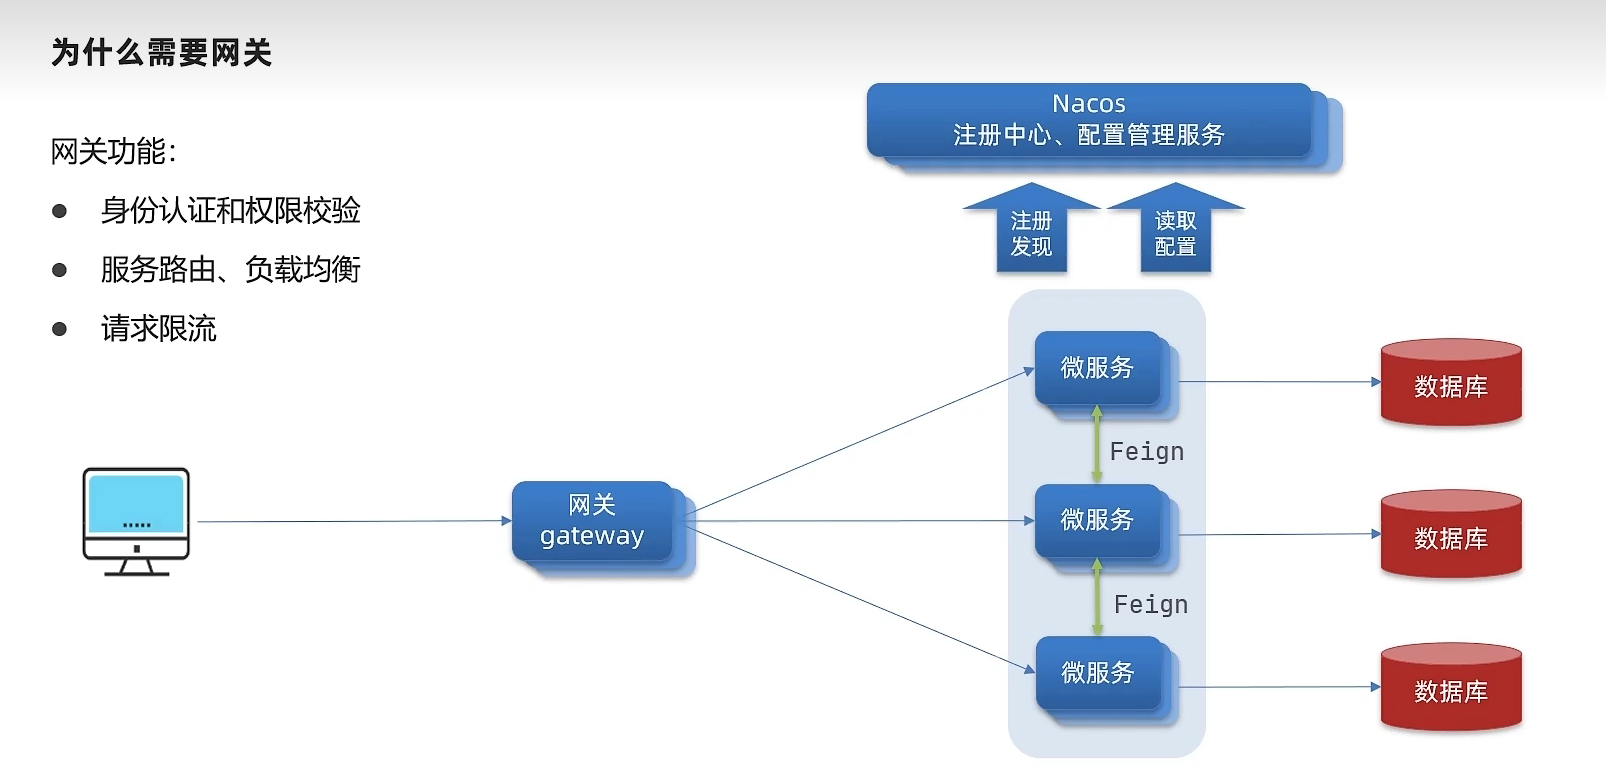 为什么需要网关
网关功能：
身份认证和权限校验
服务路由、负载均衡
请求限流
Nacos
注册中心、配置管理服务
注册
发现
读取
配置
微服务
数据库
Feign
网关
gateway
微服务
数据库
Feign
微服务
数据库